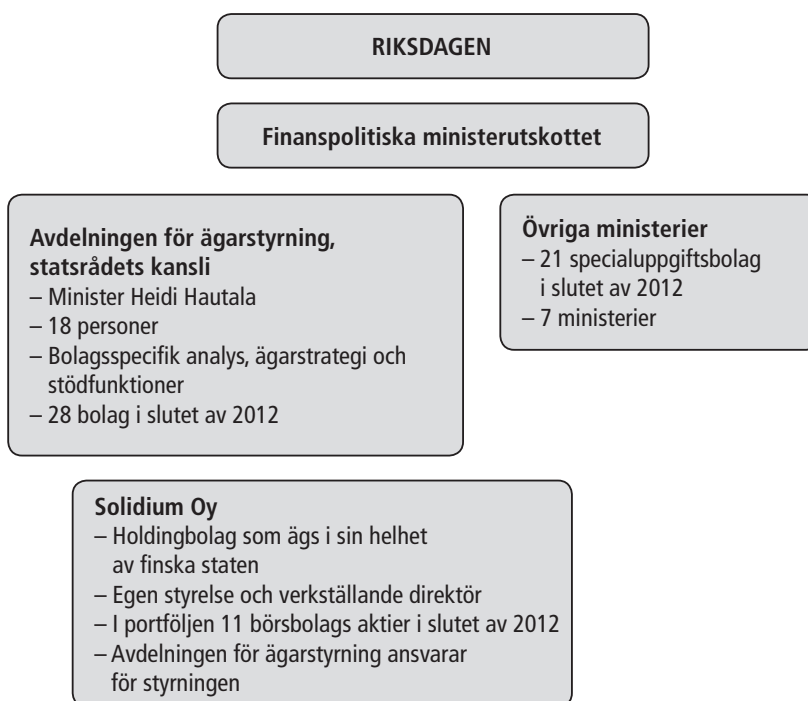 RIKSDAGEN
Finanspolitiska ministerutskottet
Avdelningen för ägarstyrning,
statsrådets kansli
– Minister Heidi Hautala
– 18 personer
– Bolagsspecifik analys, ägarstrategi och
stödfunktioner
– 28 bolag i slutet av 2012
Övriga ministerier
– 21 specialuppgiftsbolag
i slutet av 2012
– 7 ministerier
Solidium Oy
– Holdingbolag som ägs i sin helhet
av finska staten
– Egen styrelse och verkställande direktör
– I portföljen 11 börsbolags aktier i slutet av 2012
– Avdelningen för ägarstyrning ansvarar
för styrningen